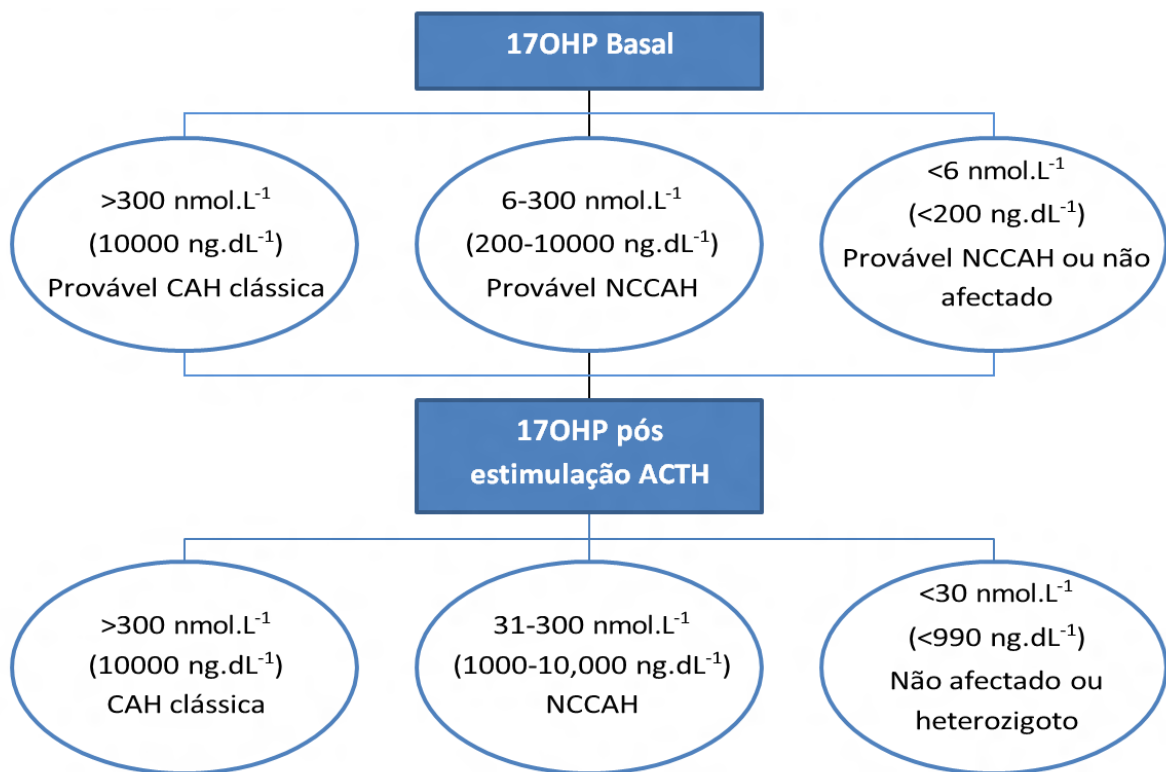 17OHP Basal
>300 nmol.L⁻¹
(10000 ng.dL⁻¹)
Provável CAH clássica
6-300 nmol.L⁻¹
(200-10000 ng.dL⁻¹)
Provável NCCAH
<6 nmol.L⁻¹
(<200 ng.dL⁻¹)
Provável NCCAH ou não
afectado
17OHP pós
estimulação ACTH
>300 nmol.L⁻¹
(10000 ng.dL⁻¹)
CAH clássica
31-300 nmol.L⁻¹
(1000-10,000 ng.dL⁻¹)
NCCAH
<30 nmol.L⁻¹
(<990 ng.dL⁻¹)
Não afectado ou
heterozigoto